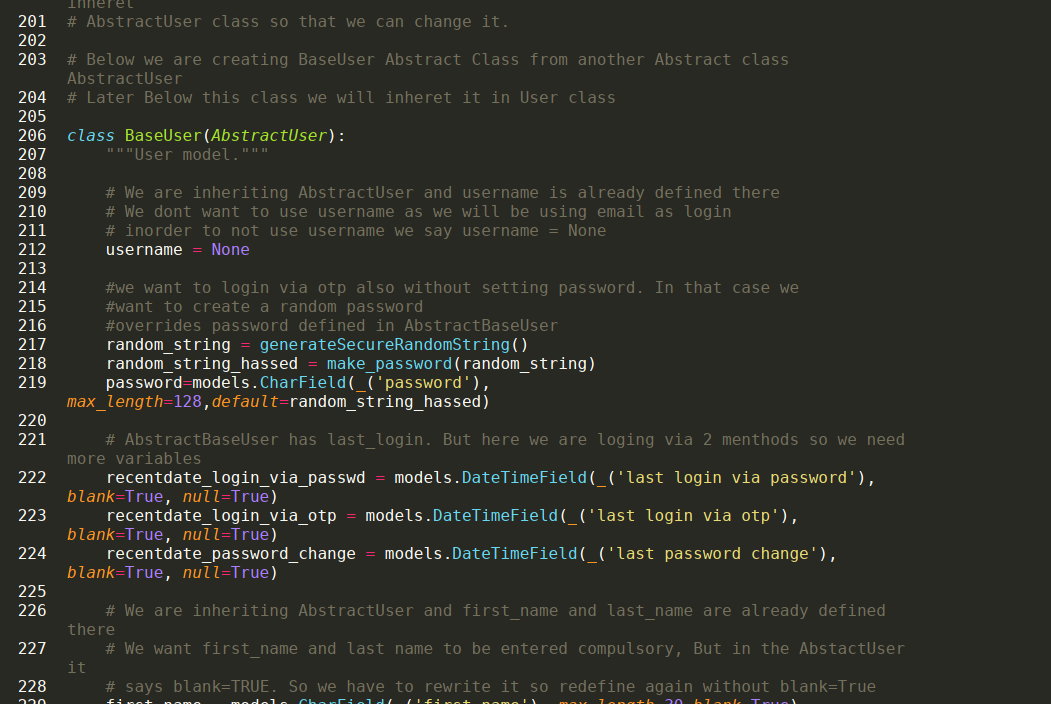 inheret
201 # AbstractUser class so that we can change it.
202
203 # Below we are creating BaseUser Abstract Class from another Abstract class
AbstractUser
204 # Later Below this class we will inheret it in User class
205
206 class BaseUser(AbstractUser):
207 """User model."""
208
209 # We are inheriting AbstractUser and username is already defined there
210 # We dont want to use username as we will be using email as login
211 # inorder to not use username we say username = None
212 username = None
213
214 #we want to login via otp also without setting password. In that case we
215 #want to create a random password
216 #overrides password defined in AbstractBaseUser
217 random_string = generateSecureRandomString()
218 random_string_hassed = make_password(random_string)
219 password=models.CharField(_('password'),
max_length=128,default=random_string_hassed)
220
221 # AbstractBaseUser has last_login. But here we are loging via 2 menthods so we need
more variables
222 recentdate_login_via_passwd = models.DateTimeField(_('last login via password'),
blank=True, null=True)
223 recentdate_login_via_otp = models.DateTimeField(_('last login via otp'),
blank=True, null=True)
224 recentdate_password_change = models.DateTimeField(_('last password change'),
blank=True, null=True)
225
226 # We are inheriting AbstractUser and first_name and last_name are already defined
there
227 # We want first_name and last name to be entered compulsory, But in the AbstactUser
it
228 # says blank=TRUE. So we have to rewrite it so redefine again without blank=True
229 first_name = models.CharField(_('first name'), max_length=30,blank=True)